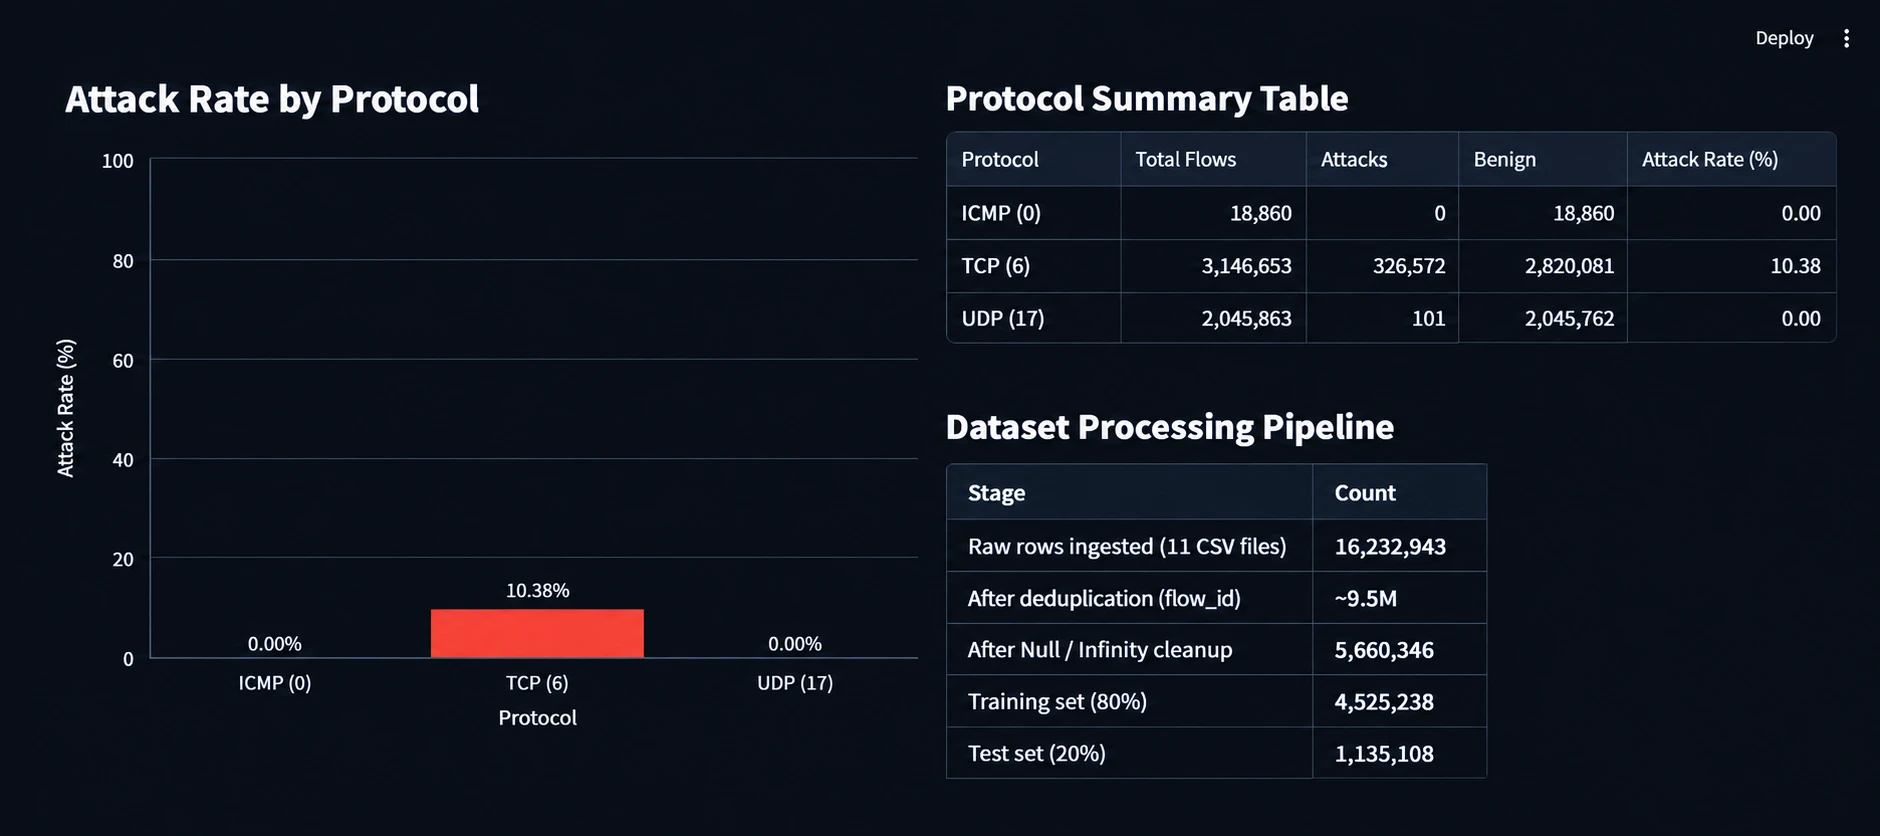 Deploy
Attack Rate by Protocol
100
80
60
40
20
0
Attack Rate (%)
0.00%
10.38%
0.00%
ICMP (0)
TCP (6)
UDP (17)
Protocol
Protocol Summary Table
Protocol Total Flows Attacks Benign Attack Rate (%)
ICMP (0) 18,860 0 18,860 0.00
TCP (6) 3,146,653 326,572 2,820,081 10.38
UDP (17) 2,045,863 101 2,045,762 0.00
Dataset Processing Pipeline
Stage Count
Raw rows ingested (11 CSV files) 16,232,943
After deduplication (flow_id) ~9.5M
After Null / Infinity cleanup 5,660,346
Training set (80%) 4,525,238
Test set (20%) 1,135,108